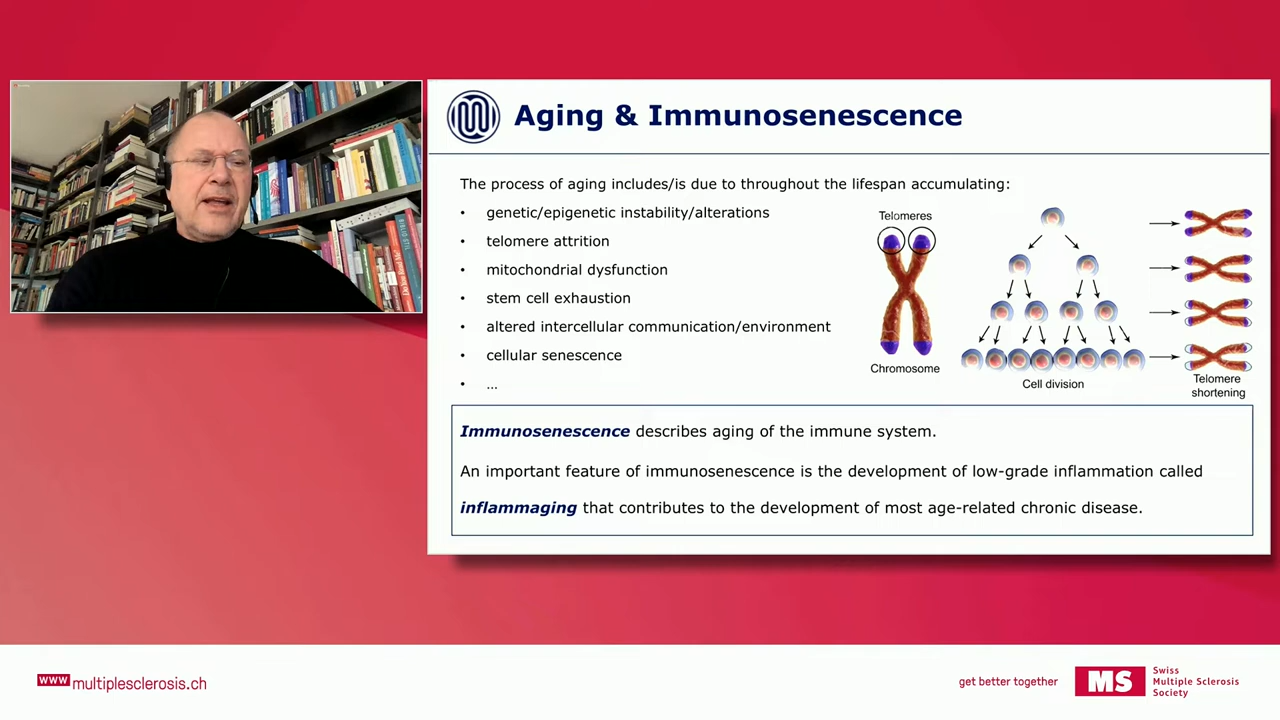 Aging & Immunosenescence
The process of aging includes/is due to throughout the lifespan accumulating:
• genetic/epigenetic instability/alterations
• telomere attrition
• mitochondrial dysfunction
• stem cell exhaustion
• altered intercellular communication/environment
• cellular senescence
• ...
Telomeres
Chromosome
Cell division
Telomere
shortening
Immunosenescence describes aging of the immune system.
An important feature of immunosenescence is the development of low-grade inflammation called
inflammaging that contributes to the development of most age-related chronic disease.
www multiplesclerosis.ch
get better together
MS
Swiss
Multiple Sclerosis
Society